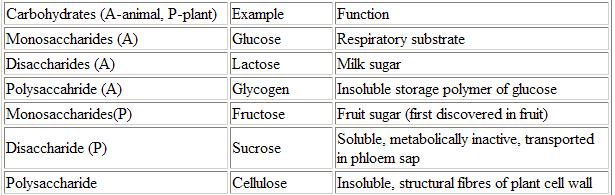 Carbohydrates (A-animal, P-plant) Example Function
Monosaccharides (A) Glucose Respiratory substrate
Disaccharides (A) Lactose Milk sugar
Polysaccahride (A) Glycogen Insoluble storage polymer of glucose
Monosaccharides(P) Fructose Fruit sugar (first discovered in fruit)
Disaccharide (P) Sucrose Soluble, metabolically inactive, transported
in phloem sap
Polysaccharide Cellulose Insoluble, structural fibres of plant cell wall